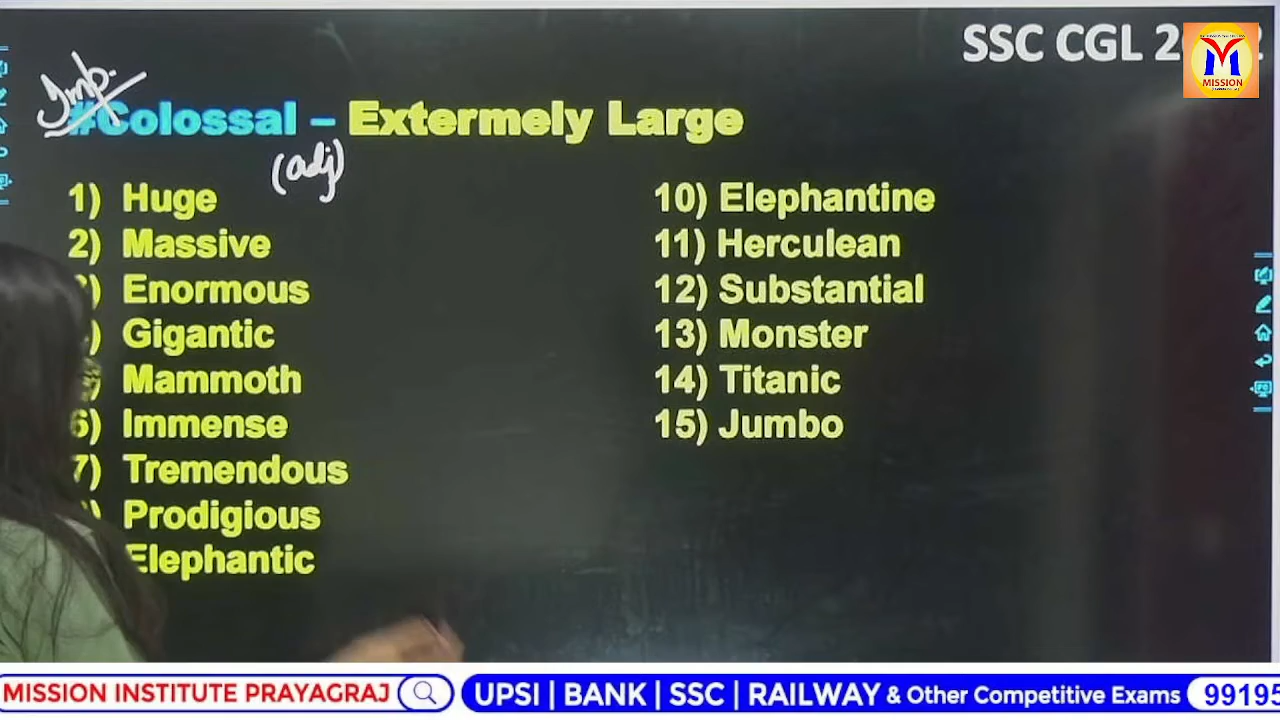 SSC CGL 2
MISSION
Imp.
#Colossal – Extermely Large
(adj)
1) Huge
2) Massive
) Enormous
) Gigantic
Mammoth
6) Immense
7) Tremendous
Prodigious
Elephantic
10) Elephantine
11) Herculean
12) Substantial
13) Monster
14) Titanic
15) Jumbo
MISSION INSTITUTE PRAYAGRAJ
UPSI | BANK | SSC | RAILWAY & Other Competitive Exams
99195